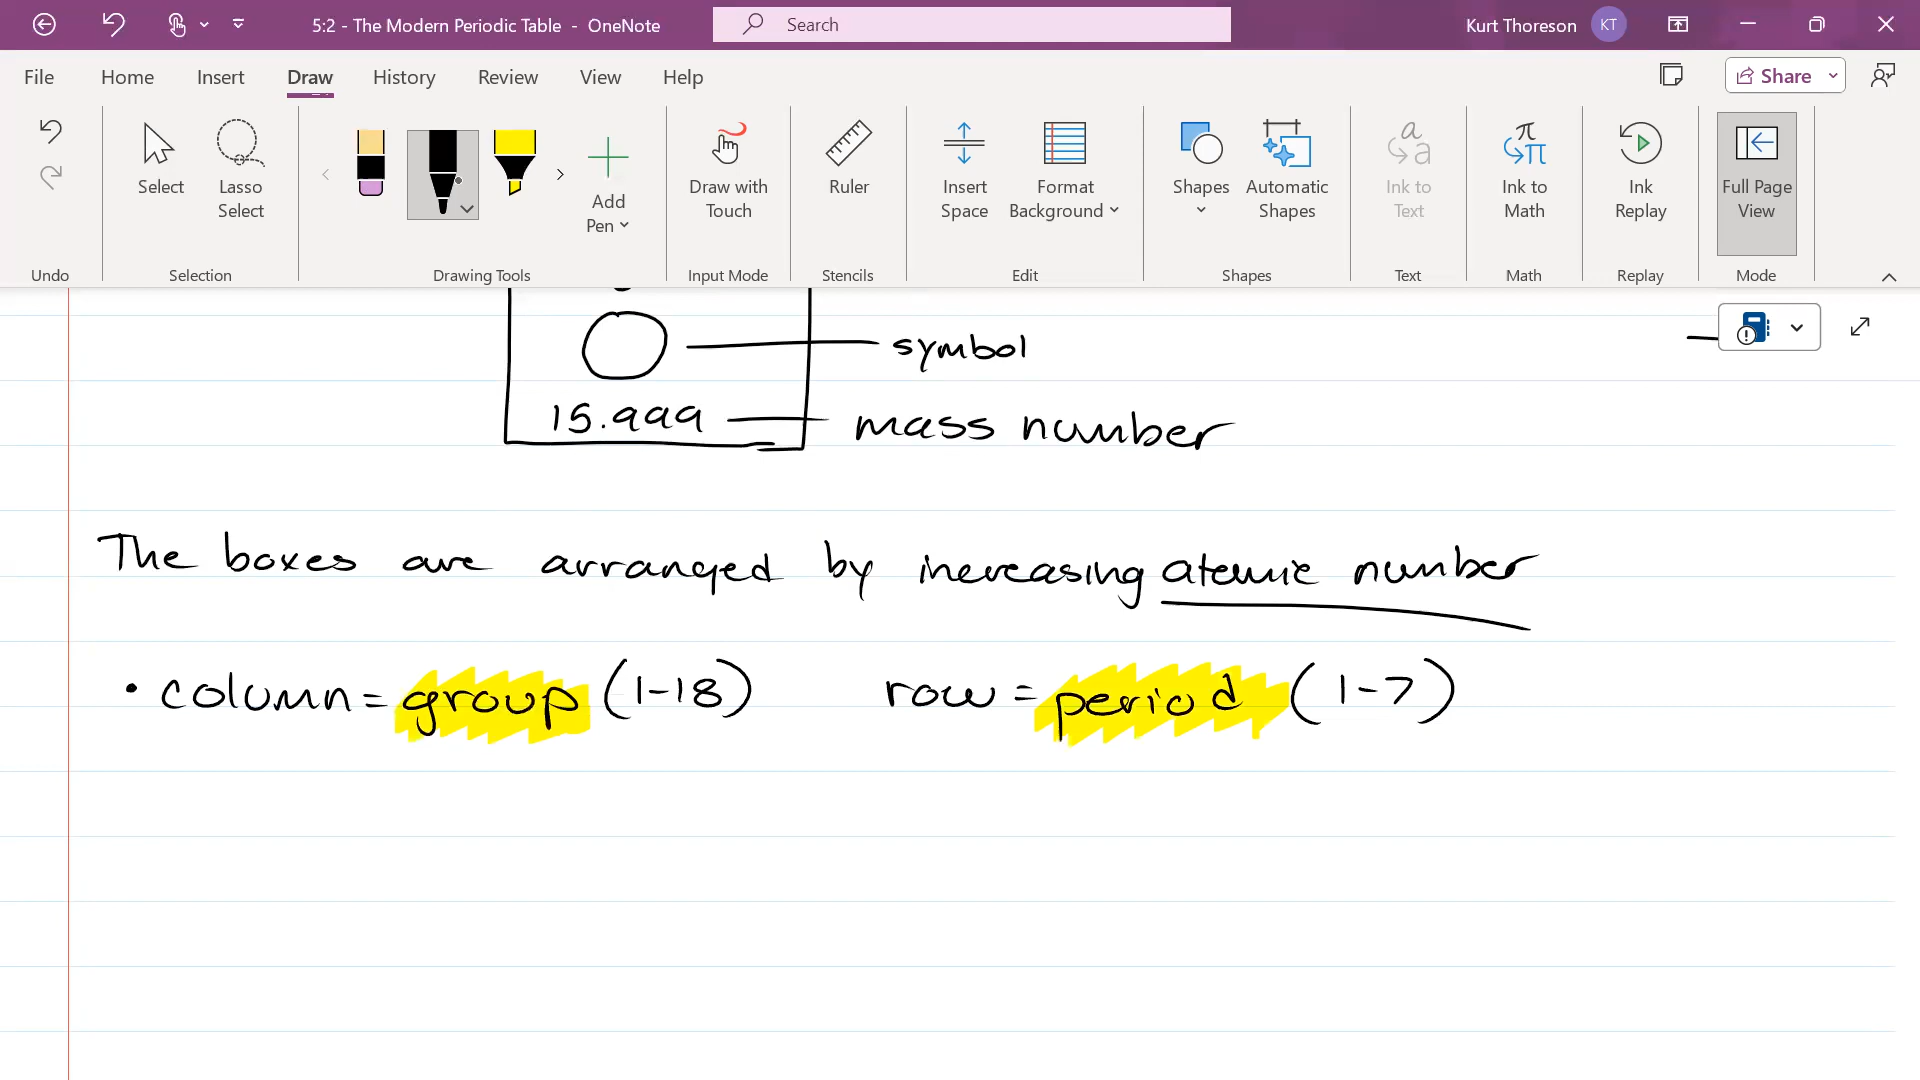 5:2 - The Modern Periodic Table - OneNote
Search
Kurt Thoreson
KT
File Home Insert Draw History Review View Help
Share
Select
Lasso Select
Add Pen
Draw with Touch
Ruler
Insert Space
Format Background
Shapes
Automatic Shapes
a a
Ink to Text
π π
Ink to Math
Ink Replay
Full Page View
Undo Selection Drawing Tools Input Mode Stencils Edit Shapes Text Math Replay Mode
O symbol
15.999 mass number
The boxes are arranged by increasing atomic number
• column = group (1-18) row = period (1-7)